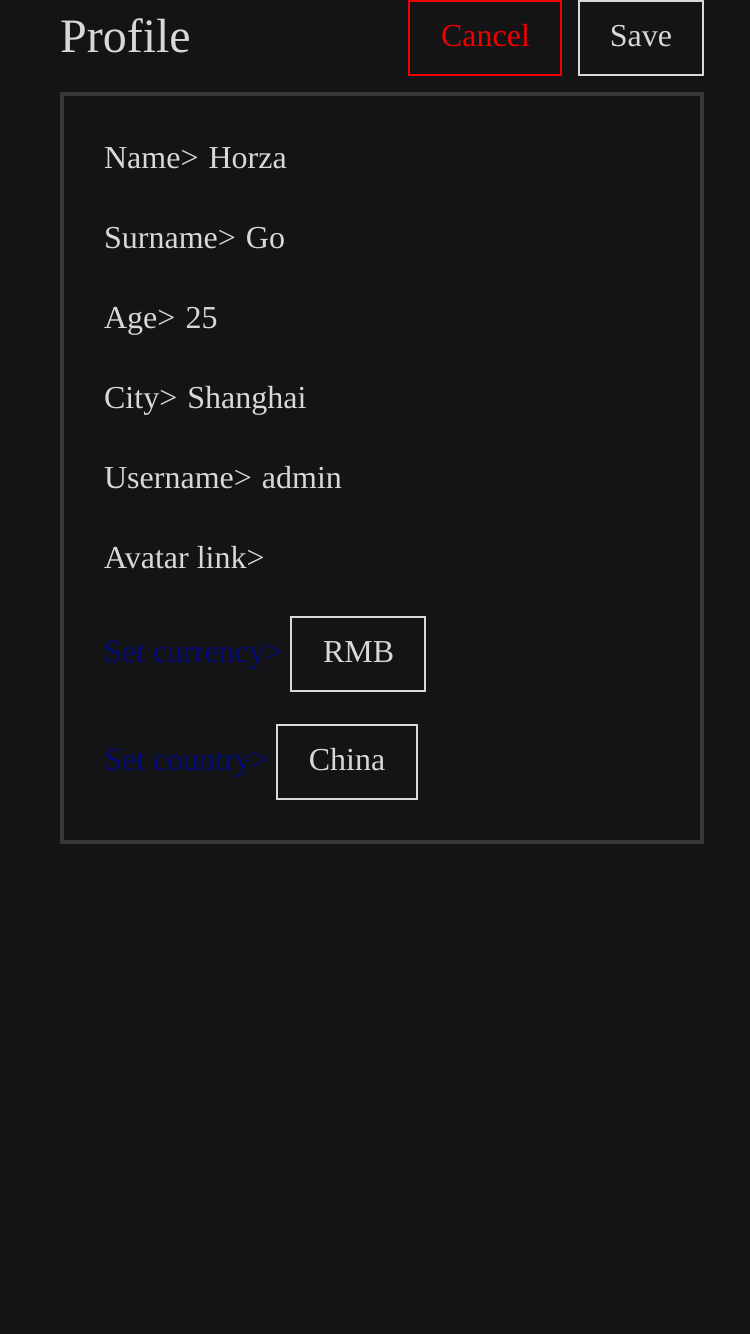 Profile
Cancel
Save
Name> Horza
Surname> Go
Age> 25
City> Shanghai
Username> admin
Avatar link>
Set currency> RMB
Set country> China